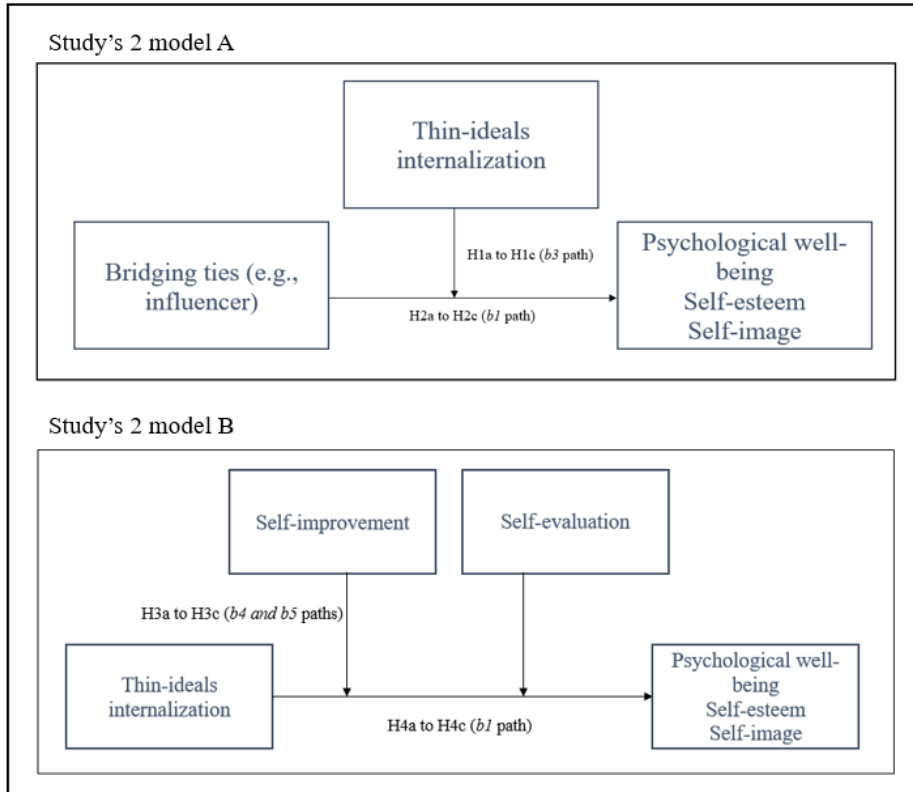 Study's 2 model A
Thin-ideals
internalization
H1a to H1c (b3 path)
Bridging ties (e.g.,
influencer)
H2a to H2c (b1 path)
Psychological well-
being
Self-esteem
Self-image
Study's 2 model B
Self-improvement
Self-evaluation
H3a to H3c (b4 and b5 paths)
Thin-ideals
internalization
H4a to H4c (b1 path)
Psychological well-
being
Self-esteem
Self-image